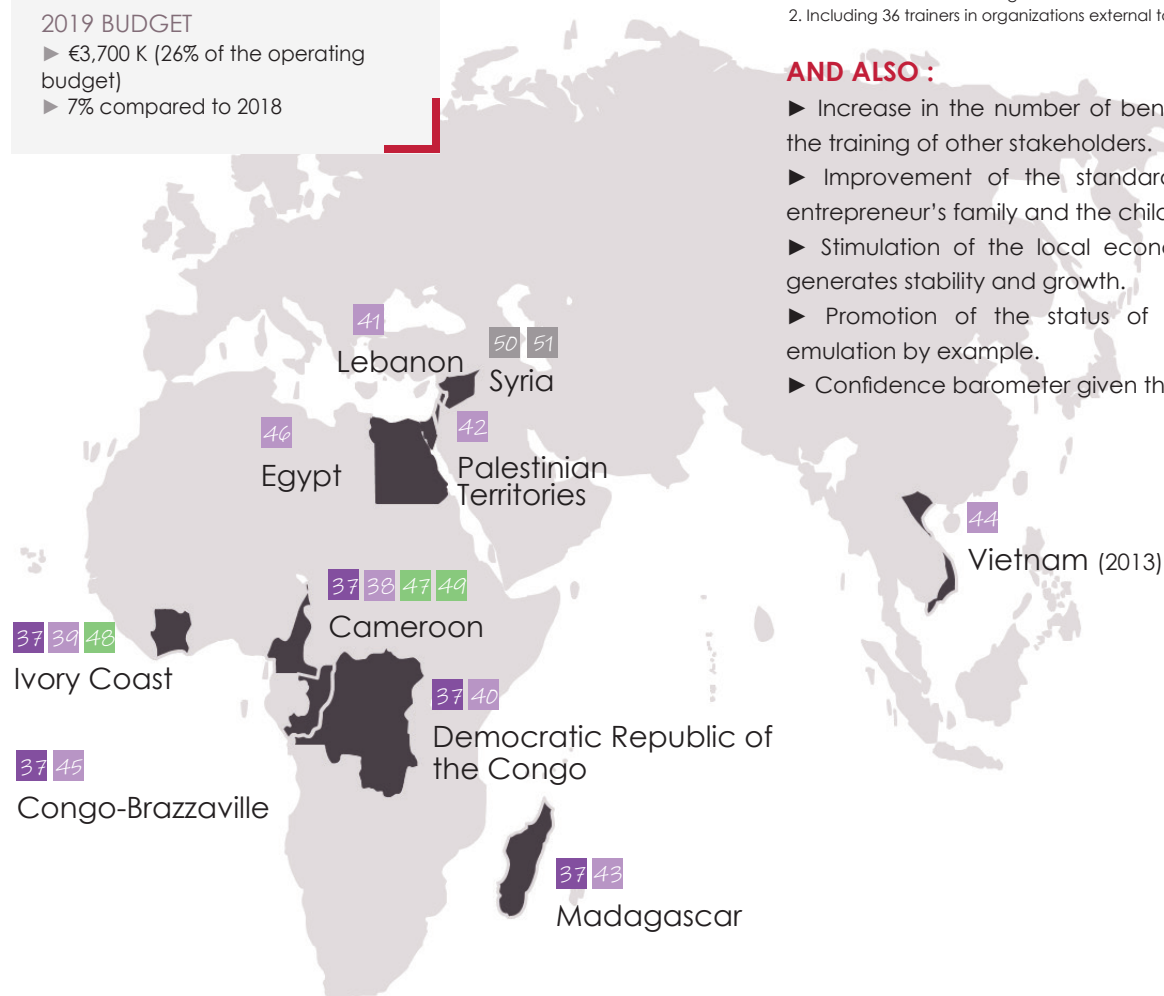 2019 BUDGET
► €3,700 K (26% of the operating
budget)
► 7% compared to 2018
2. Including 36 trainers in organizations external
AND ALSO :
► Increase in the number of
the training of other stakeholders.
► Improvement of the
entrepreneur's family and the
► Stimulation of the local
generates stability and growth.
► Promotion of the status of
emulation by example.
► Confidence barometer given
41
Lebanon
50 51
Syria
46
Egypt
42
Palestinian
Territories
44
Vietnam (2013)
37 38 47 49
Cameroon
37 39 48
Ivory Coast
37 40
Democratic Republic of
the Congo
37 45
Congo-Brazzaville
37 43
Madagascar